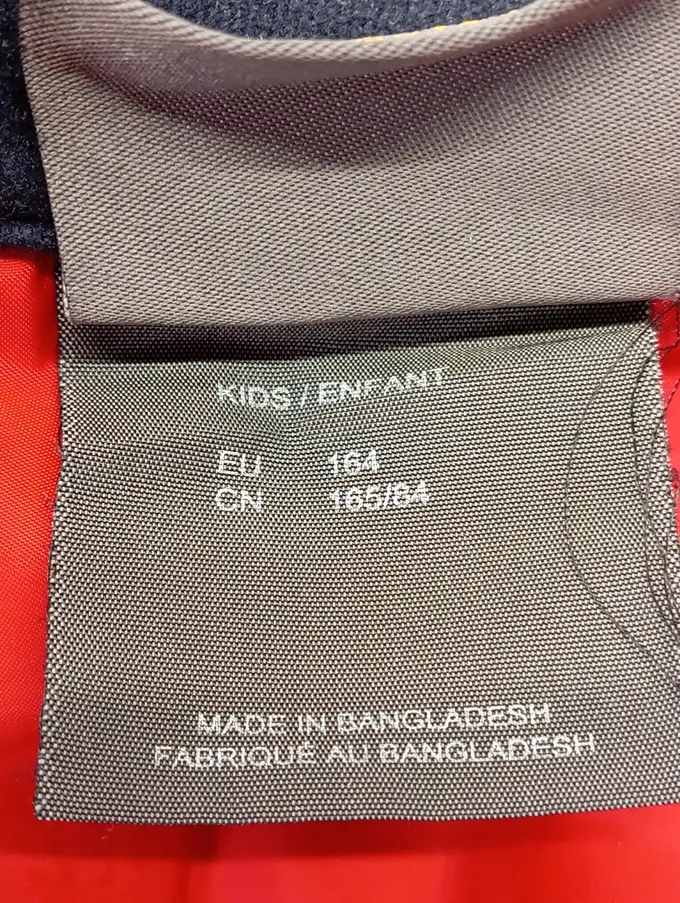 KIDS / ENFANT
EU 164
CN 165/84
MADE IN BANGLADESH
FABRIQUÉ AU BANGLADESH